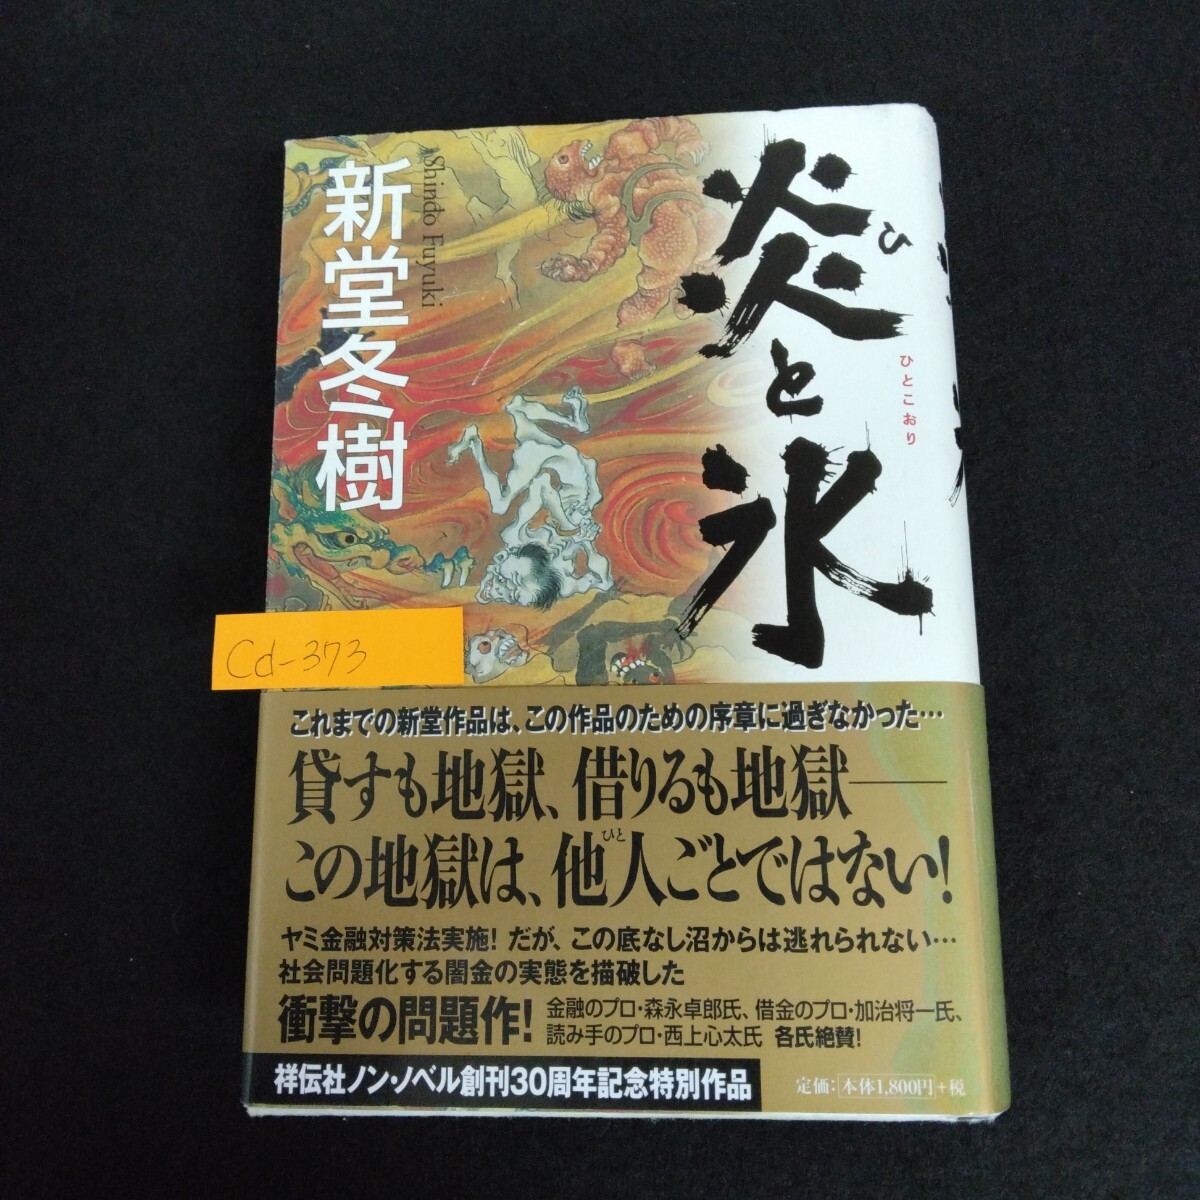 炎と氷
ひ
ひとこおり
Shindo Fuyuki
新堂冬樹
Cd-373
これまでの新堂作品は、この作品のための序章に過ぎなかった…
貸すも地獄、借りるも地獄――
この地獄は、他人ごとではない!
ひと
ヤミ金融対策法実施! だが、この底なし沼からは逃れられない…
社会問題化する闇金の実態を描破した
衝撃の問題作!
金融のプロ・森永卓郎氏、借金のプロ・加治将一氏、
読み手のプロ・西上心太氏 各氏絶賛!
祥伝社ノン・ノベル創刊30周年記念特別作品
定価:本体1,800円+税